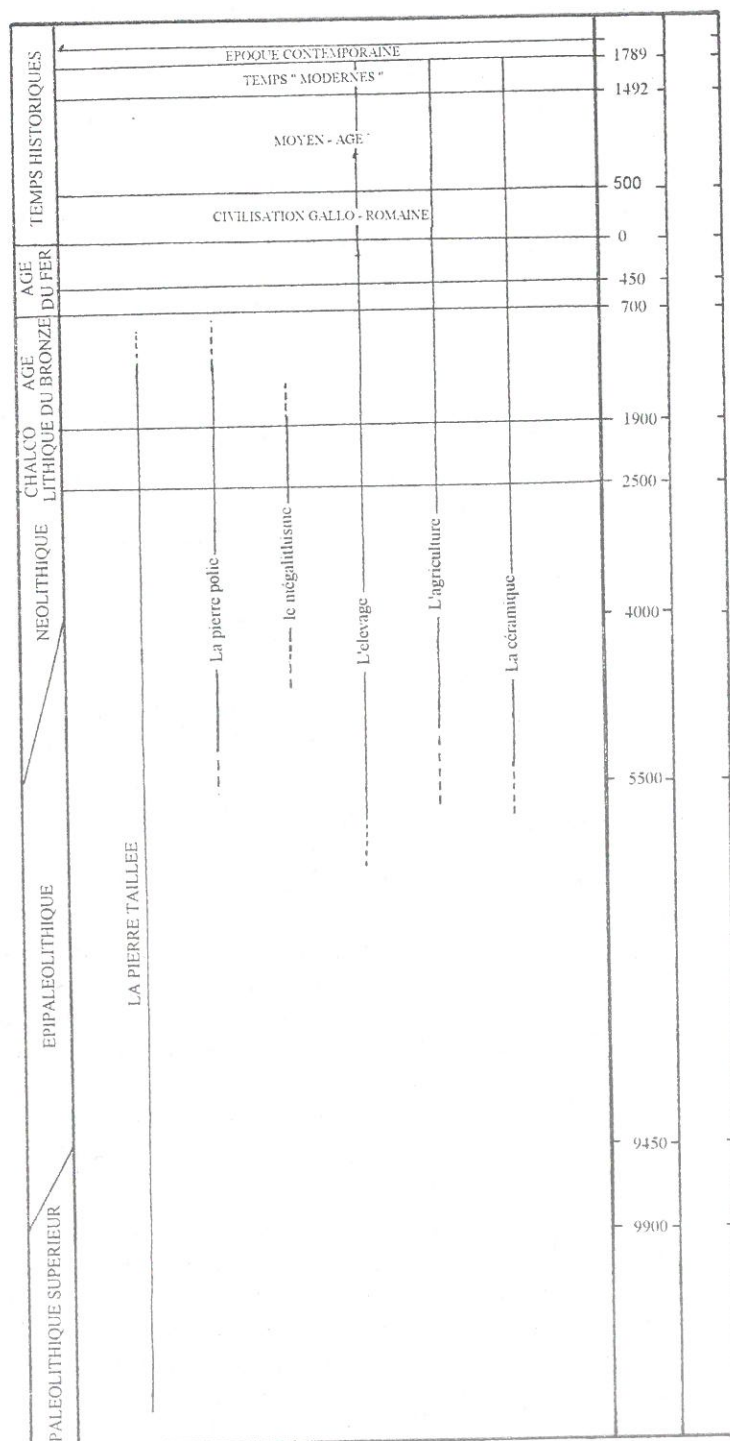 EPOQUE CONTEMPORAINE
TEMPS " MODERNES "
MOYEN - AGE
CIVILISATION GALLO - ROMAINE
TEMPS HISTORIQUES
AGE
DU FER
AGE
DU BRONZE
CHALCO
LITHIQUE
NEOLITHIQUE
EPIPALEOLITHIQUE
PALEOLITHIQUE SUPERIEUR
LA PIERRE TAILLEE
La pierre polie
le mégalithisme
L'elevage
L'agriculture
La céramique
1789
1492
500
0
450
700
1900
2500
4000
5500
9450
9900